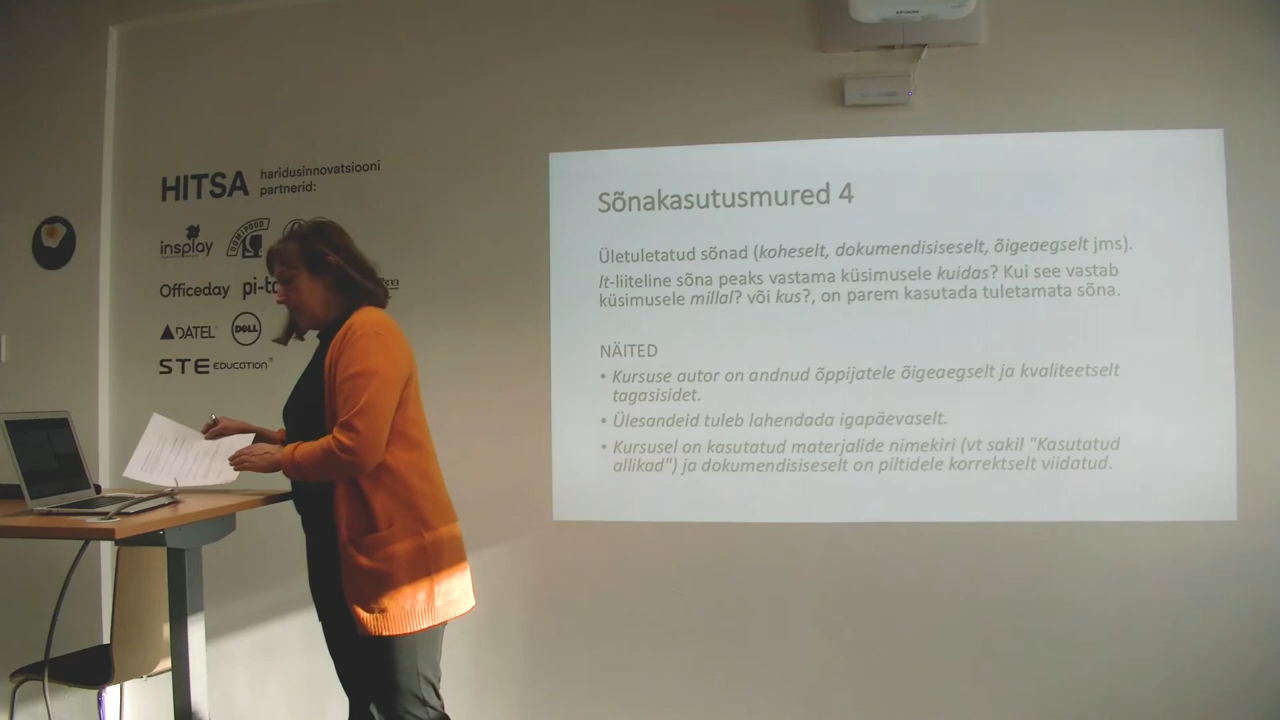 HITSA haridusinnovatsiooni
partnerid:
insplay
Officeday pi-t
DATEL DELL
STE EDUCATION
Sõnakasutusmured 4
Ületuletatud sõnad (koheselt, dokumendisiseselt, õigeaegselt jms).
lt-liiteline sõna peaks vastama küsimusele kuidas? Kui see vastab
küsimusele millal? või kus?, on parem kasutada tuletamata sõna.
NÄITED
• Kursuse autor on andnud õppijatele õigeaegselt ja kvaliteetselt
tagasisidet.
• Ülesandeid tuleb lahendada igapäevaselt.
• Kursusel on kasutatud materjalide nimekiri (vt sakil "Kasutatud
allikad") ja dokumendisiseselt on piltidele korrektselt viidatud.